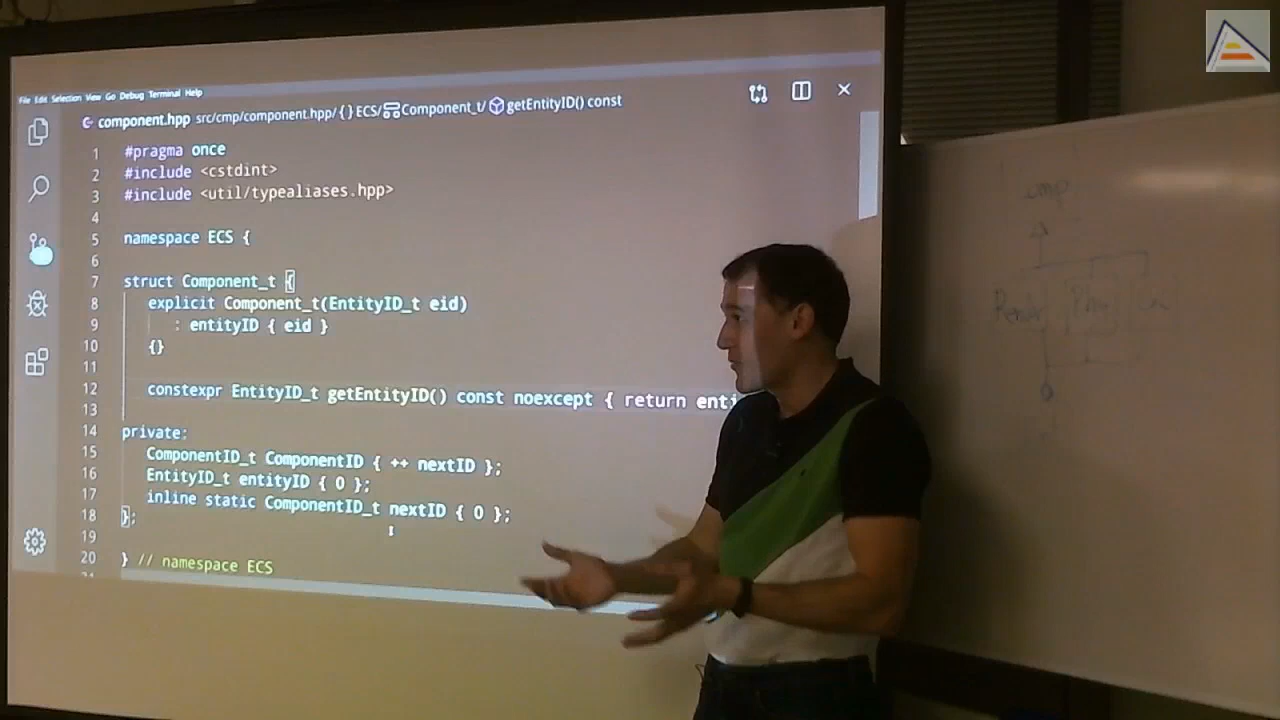 File Edit Selection View Go Debug Terminal Help
component.hpp src/cmp/component.hpp/{ } ECS/Component_t/getEntityID() const
1 #pragma once
2 #include <cstdint>
3 #include <util/typealiases.hpp>
4
5 namespace ECS {
6
7 struct Component_t {
8 explicit Component_t(EntityID_t eid)
9 : entityID { eid }
10 {}
11
12 constexpr EntityID_t getEntityID() const noexcept { return enti
13
14 private:
15 ComponentID_t ComponentID { ++ nextID };
16 EntityID_t entityID { 0 };
17 inline static ComponentID_t nextID { 0 };
18 };
19
20 } // namespace ECS
cmp